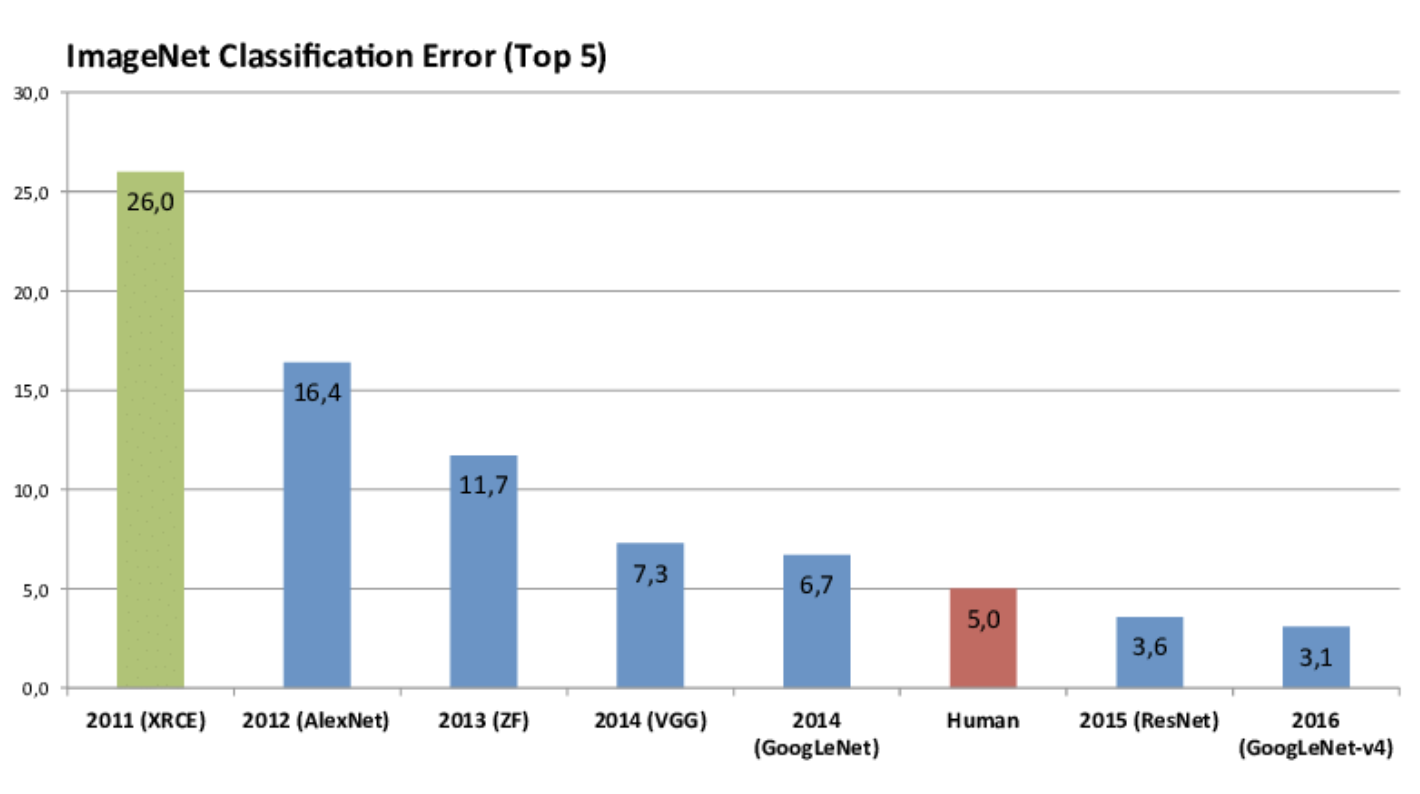 ImageNet Classification Error (Top 5)
30,0
25,0
20,0
15,0
10,0
5,0
0,0
26,0
16,4
11,7
7,3
6,7
5,0
3,6
3,1
2011 (XRCE)
2012 (AlexNet)
2013 (ZF)
2014 (VGG)
2014
(GoogLeNet)
Human
2015 (ResNet)
2016
(GoogLeNet-v4)